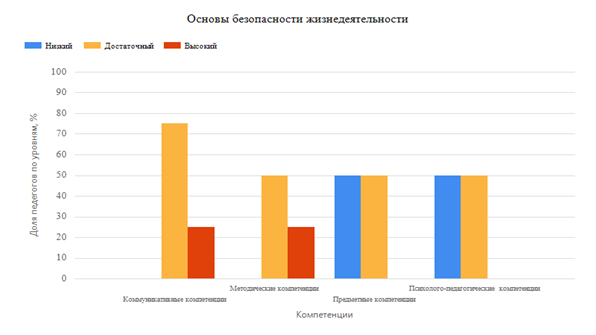 Основы безопасности жизнедеятельности
Низкий Достаточный Высокий
Доля педегогов по уровням, %
100
90
80
70
60
50
40
30
20
10
0
Методические компетенции Психолого-педагогические компетенции
Коммуникативные компетенции Предметные компетенции
Компетенции